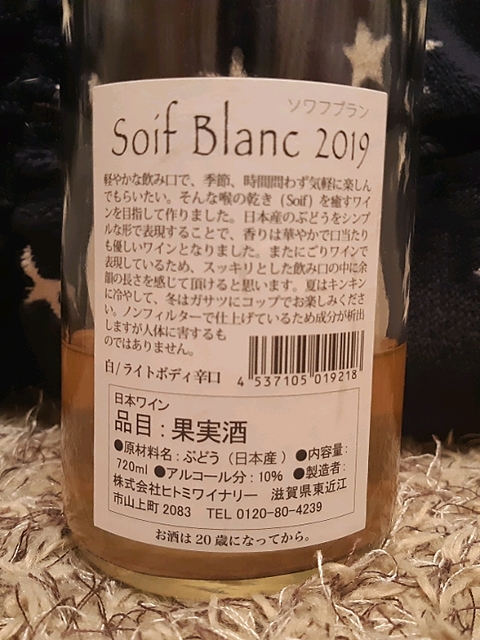 ソワフブラン
Soif Blanc 2019
軽やかな飲み口で、季節、時間問わず気軽に楽しん
でもらいたい。そんな喉の乾き（Soif）を癒すワイ
ンを目指して作りました。日本産のぶどうをシンプ
ルな形で表現することで、香りは華やかで口当たり
も優しいワインとなりました。またにごりワインで
表現しているため、スッキリとした飲み口の中に余
韻の長さを感じて頂けると思います。夏はキンキン
に冷やして、冬はガサツにコップでお楽しみくださ
い。ノンフィルターで仕上げているため成分が析出
しますが人体に害するも
のではありません。
白/ライトボディ辛口
4 537105 019218
日本ワイン
品目：果実酒
●原材料名：ぶどう（日本産）●内容量：
720ml ●アルコール分：10% ●製造者：
株式会社ヒトミワイナリー 滋賀県東近江
市山上町2083 TEL 0120-80-4239
お酒は20歳になってから。